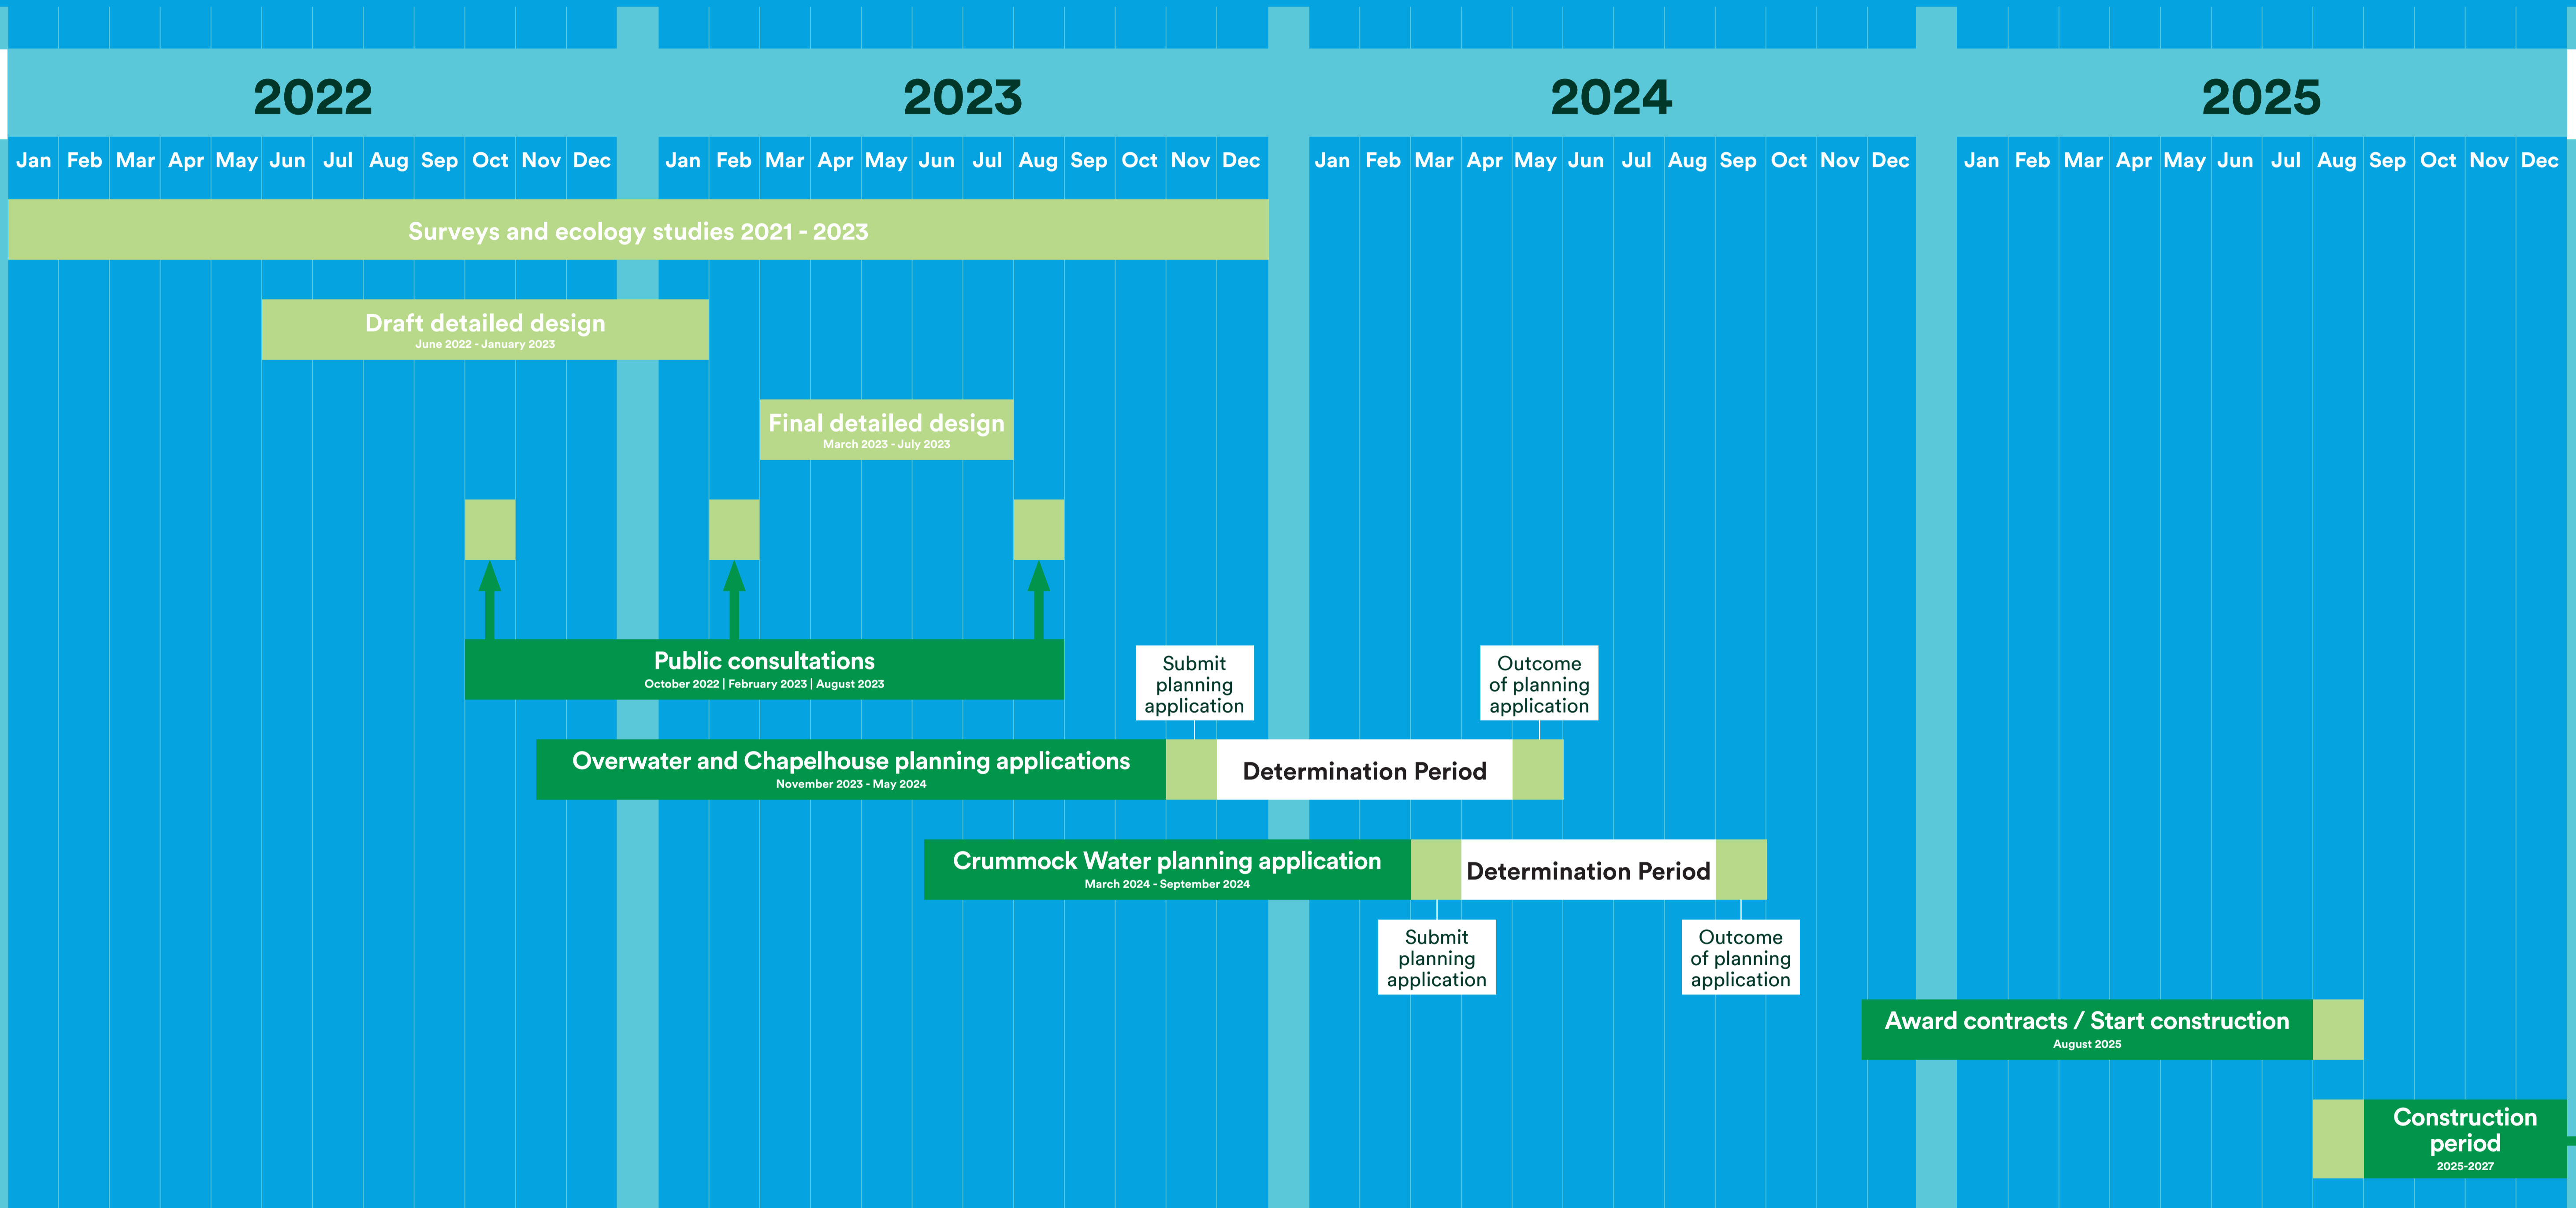 2022 2023 2024 2025
Jan Feb Mar Apr May Jun Jul Aug Sep Oct Nov Dec Jan Feb Mar Apr May Jun Jul Aug Sep Oct Nov Dec Jan Feb Mar Apr May Jun Jul Aug Sep Oct Nov Dec Jan Feb Mar Apr May Jun Jul Aug Sep Oct Nov Dec
Surveys and ecology studies 2021 - 2023
Draft detailed design
June 2022 - January 2023
Final detailed design
March 2023 - July 2023
Public consultations
October 2022 | February 2023 | August 2023
Submit
planning
application
Outcome
of planning
application
Overwater and Chapelhouse planning applications
November 2023 - May 2024
Determination Period
Crummock Water planning application
March 2024 - September 2024
Determination Period
Submit
planning
application
Outcome
of planning
application
Award contracts / Start construction
August 2025
Construction
period
2025-2027